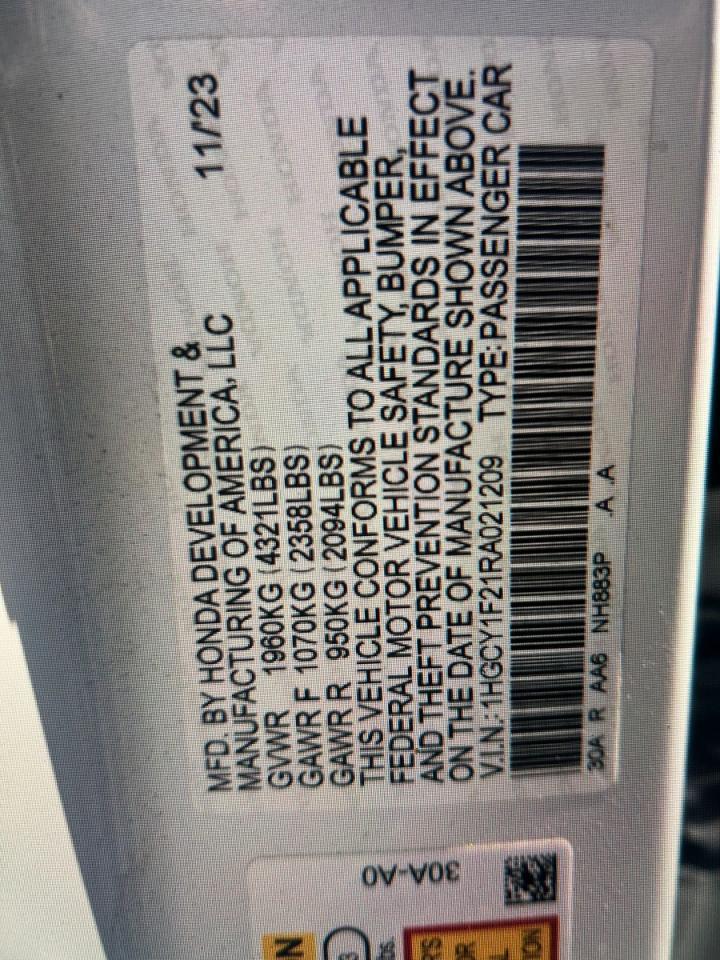 MFD. BY HONDA DEVELOPMENT &
MANUFACTURING OF AMERICA, LLC 11/23
GVWR 1960KG (4321LBS)
GAWR F 1070KG (2358LBS)
GAWR R 950KG (2094LBS)
THIS VEHICLE CONFORMS TO ALL APPLICABLE
FEDERAL MOTOR VEHICLE SAFETY, BUMPER,
AND THEFT PREVENTION STANDARDS IN EFFECT
ON THE DATE OF MANUFACTURE SHOWN ABOVE.
V.I.N.: 1HGCY1F21RA021209 TYPE: PASSENGER CAR
30A R AA6 NH883P A A
30A-A0